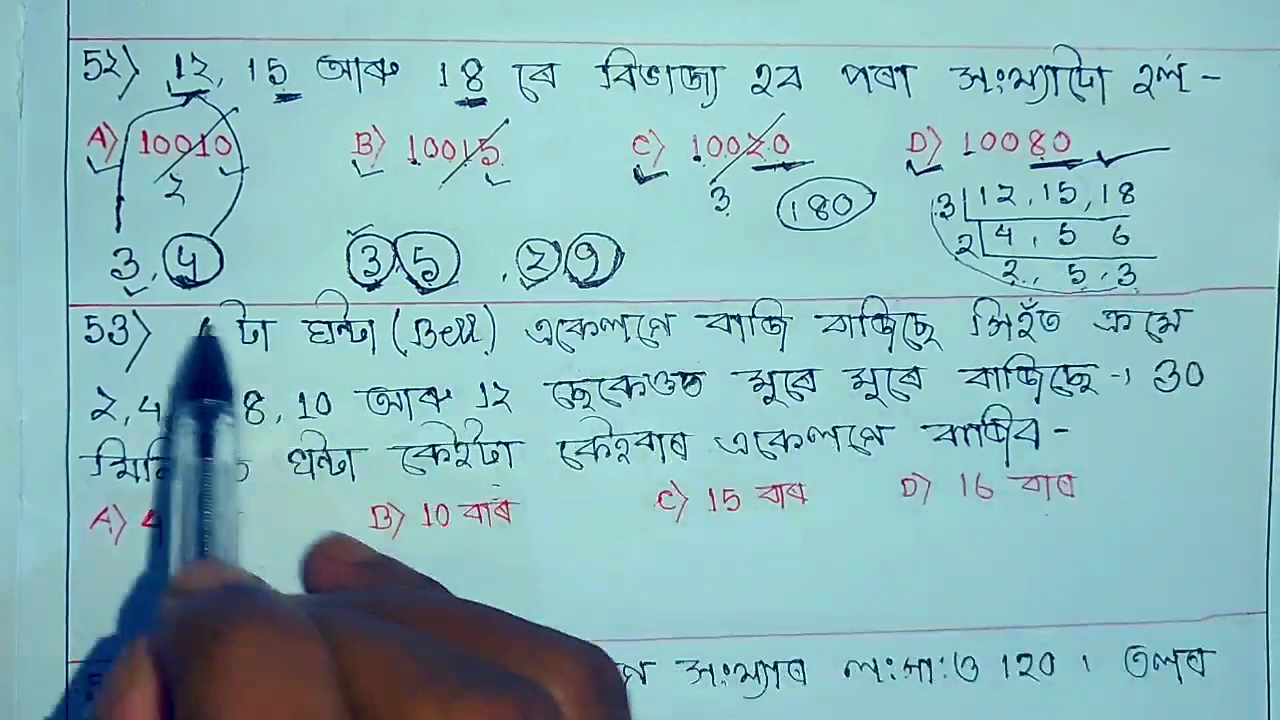 52) 12, 15 আৰু 18 ৰে বিভাজ্য হব পৰা সংখ্যাটো হল -
A) 10010 B) 10015 C) 10020 D) 10080
2 3 180 3 12, 15, 18
2 4, 5 6
3, 4 3 5, 2 9 2, 5, 3
53) টা ঘন্টা (Bell) একেলগে বাজি বাজিছে সিহঁত ক্ৰমে
2, 4 8, 10 আৰু 12 ছেকেণ্ডত মূৰে মূৰে বাজিছে। 30
ঘন্টা কেইটা কেইবাৰ একেলগে বাজিব -
A) 4 B) 10 বাৰ C) 15 বাৰ D) 16 বাৰ
সংখ্যাৰ ল:সা:গু 120। তলৰ